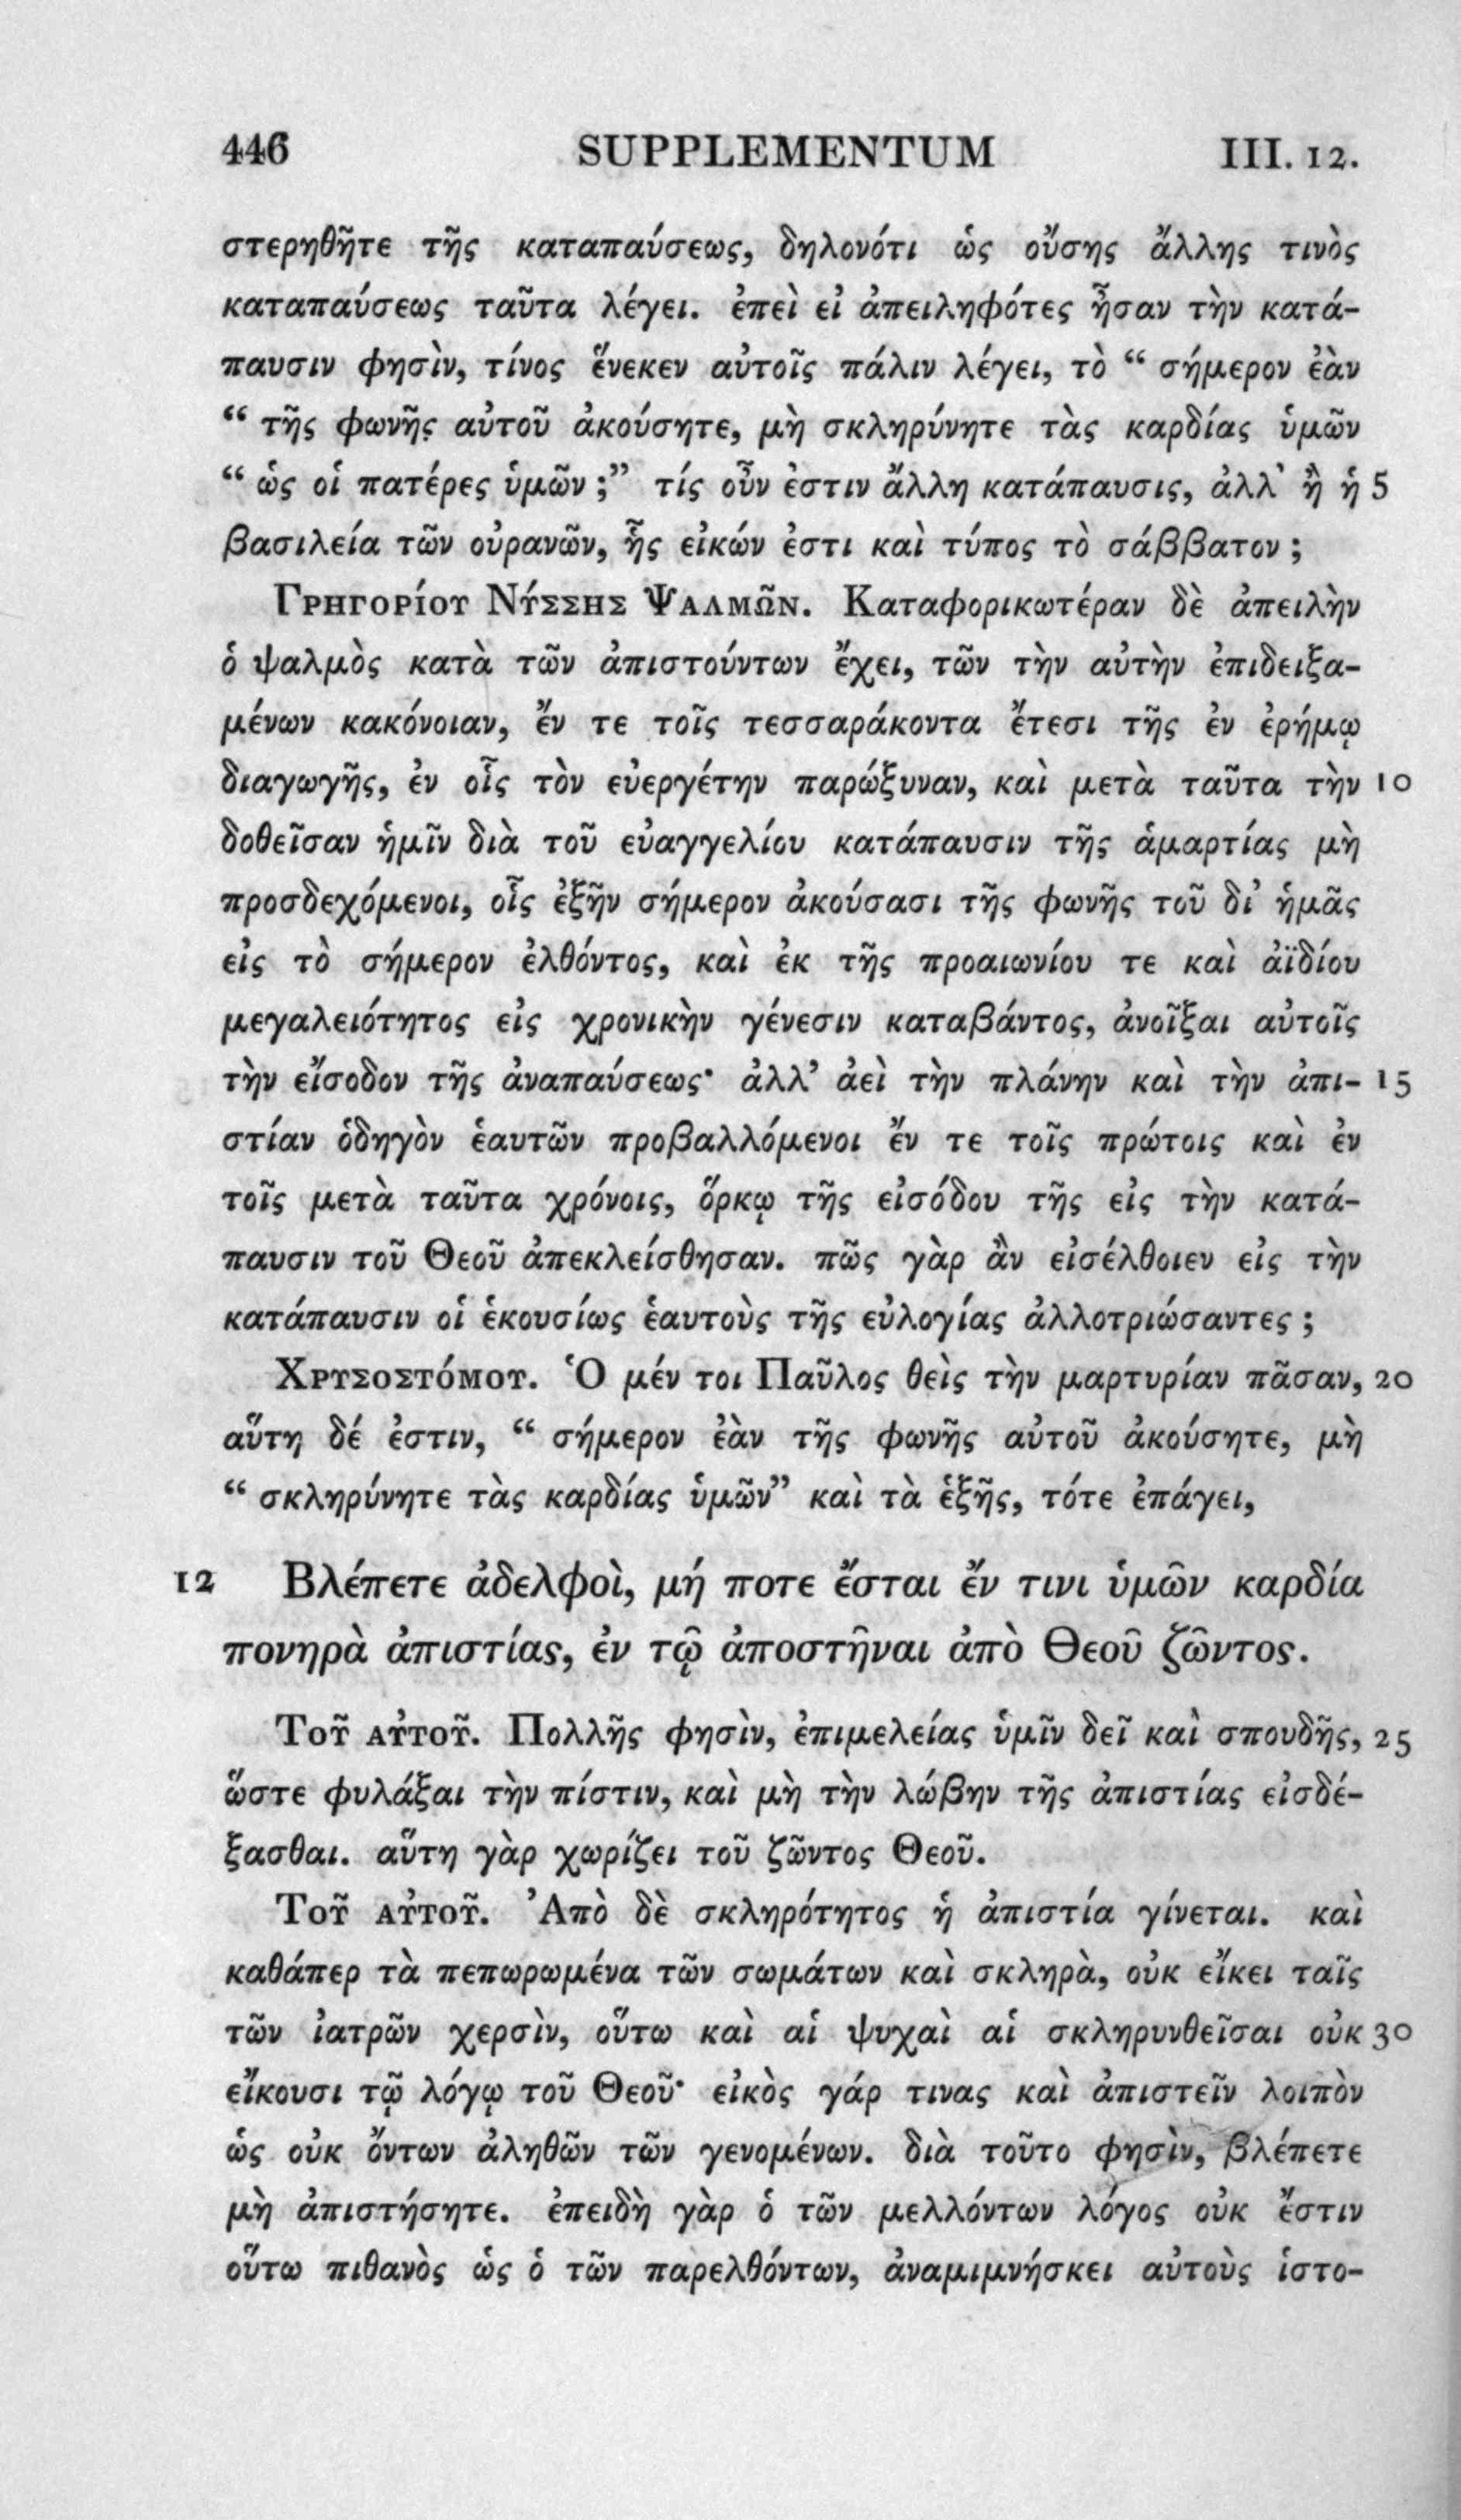 446 SUPPLEMENTUM III. 12.
στερηθῆτε τῆς καταπαύσεως, δηλονότι ὡς οὔσης ἄλλης τινὸς
καταπαύσεως ταῦτα λέγει. ἐπεὶ εἰ ἀπειληφότες ἦσαν τὴν κατά-
παυσιν φησὶν, τίνος ἕνεκεν αὐτοῖς πάλιν λέγει, τὸ “ σήμερον ἐὰν
“ τῆς φωνῆς αὐτοῦ ἀκούσητε, μὴ σκληρύνητε τὰς καρδίας ὑμῶν
“ ὡς οἱ πατέρες ὑμῶν ;” τίς οὖν ἐστιν ἄλλη κατάπαυσις, ἀλλ’ ἢ ἡ 5
βασιλεία τῶν οὐρανῶν, ἧς εἰκών ἐστι καὶ τύπος τὸ σάββατον ;
Γρηγορίου Νύσσης Ψαλμῶν. Καταφορικωτέραν δὲ ἀπειλὴν
ὁ ψαλμὸς κατὰ τῶν ἀπιστούντων ἔχει, τῶν τὴν αὐτὴν ἐπιδειξα-
μένων κακόνοιαν, ἔν τε τοῖς τεσσαράκοντα ἔτεσι τῆς ἐν ἐρήμῳ
διαγωγῆς, ἐν οἷς τὸν εὐεργέτην παρώξυναν, καὶ μετὰ ταῦτα τὴν 10
δοθεῖσαν ἡμῖν διὰ τοῦ εὐαγγελίου κατάπαυσιν τῆς ἁμαρτίας μὴ
προσδεχόμενοι, οἷς ἐξῆν σήμερον ἀκούσασι τῆς φωνῆς τοῦ δι’ ἡμᾶς
εἰς τὸ σήμερον ἐλθόντος, καὶ ἐκ τῆς προαιωνίου τε καὶ ἀϊδίου
μεγαλειότητος εἰς χρονικὴν γένεσιν καταβάντος, ἀνοῖξαι αὐτοῖς
τὴν εἴσοδον τῆς ἀναπαύσεως· ἀλλ’ ἀεὶ τὴν πλάνην καὶ τὴν ἀπι- 15
στίαν ὁδηγὸν ἑαυτῶν προβαλλόμενοι ἔν τε τοῖς πρώτοις καὶ ἐν
τοῖς μετὰ ταῦτα χρόνοις, ὅρκῳ τῆς εἰσόδου τῆς εἰς τὴν κατά-
παυσιν τοῦ Θεοῦ ἀπεκλείσθησαν. πῶς γὰρ ἂν εἰσέλθοιεν εἰς τὴν
κατάπαυσιν οἱ ἑκουσίως ἑαυτοὺς τῆς εὐλογίας ἀλλοτριώσαντες ;
Χρυσοστόμου. Ὁ μέν τοι Παῦλος θεὶς τὴν μαρτυρίαν πᾶσαν, 20
αὕτη δέ ἐστιν, “ σήμερον ἐὰν τῆς φωνῆς αὐτοῦ ἀκούσητε, μὴ
“ σκληρύνητε τὰς καρδίας ὑμῶν” καὶ τὰ ἑξῆς, τότε ἐπάγει,
12 Βλέπετε ἀδελφοὶ, μή ποτε ἔσται ἔν τινι ὑμῶν καρδία
πονηρὰ ἀπιστίας, ἐν τῷ ἀποστῆναι ἀπὸ Θεοῦ ζῶντος.
Τοῦ αὐτοῦ. Πολλῆς φησὶν, ἐπιμελείας ὑμῖν δεῖ καὶ σπουδῆς, 25
ὥστε φυλάξαι τὴν πίστιν, καὶ μὴ τὴν λώβην τῆς ἀπιστίας εἰσδέ-
ξασθαι. αὕτη γὰρ χωρίζει τοῦ ζῶντος Θεοῦ.
Τοῦ αὐτοῦ. Ἀπὸ δὲ σκληρότητος ἡ ἀπιστία γίνεται. καὶ
καθάπερ τὰ πεπωρωμένα τῶν σωμάτων καὶ σκληρὰ, οὐκ εἴκει ταῖς
τῶν ἰατρῶν χερσὶν, οὕτω καὶ αἱ ψυχαὶ αἱ σκληρυνθεῖσαι οὐκ 30
εἴκουσι τῷ λόγῳ τοῦ Θεοῦ· εἰκὸς γάρ τινας καὶ ἀπιστεῖν λοιπὸν
ὡς οὐκ ὄντων ἀληθῶν τῶν γενομένων. διὰ τοῦτο φησὶν, βλέπετε
μὴ ἀπιστήσητε. ἐπειδὴ γὰρ ὁ τῶν μελλόντων λόγος οὐκ ἔστιν
οὕτω πιθανὸς ὡς ὁ τῶν παρελθόντων, ἀναμιμνήσκει αὐτοὺς ἱστο-